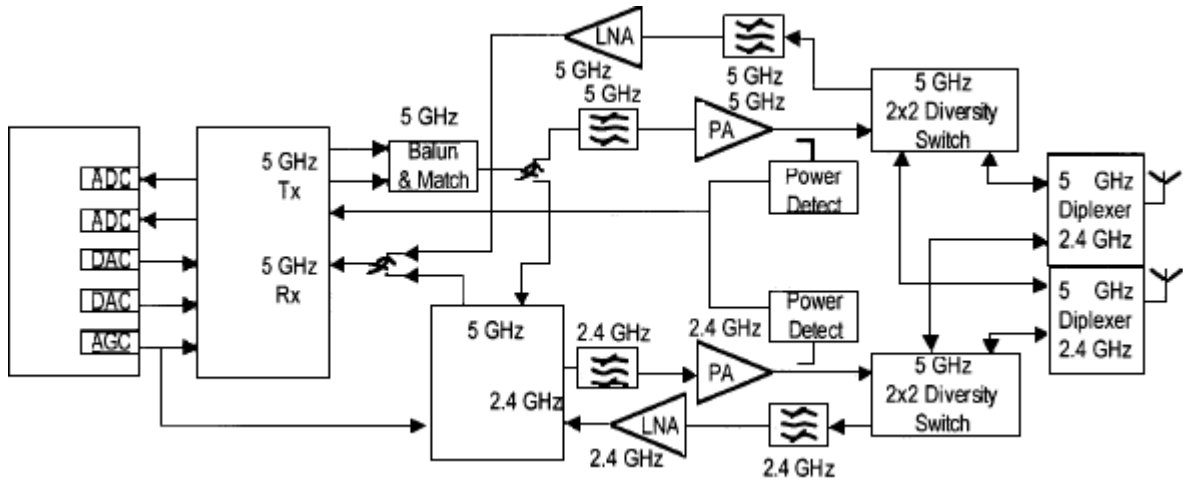 LNA
5 GHz
5 GHz
5 GHz
5 GHz
PA
5 GHz
2x2 Diversity
Switch
5 GHz
Balun
& Match
Power
Detect
ADC
ADC
DAC
DAC
AGC
5 GHz
Tx
5 GHz
Rx
5 GHz
Diplexer
2.4 GHz
5 GHz
Diplexer
2.4 GHz
Power
Detect
5 GHz
2.4 GHz
2.4 GHz
PA
2.4 GHz
LNA
2.4 GHz
2.4 GHz
5 GHz
2x2 Diversity
Switch